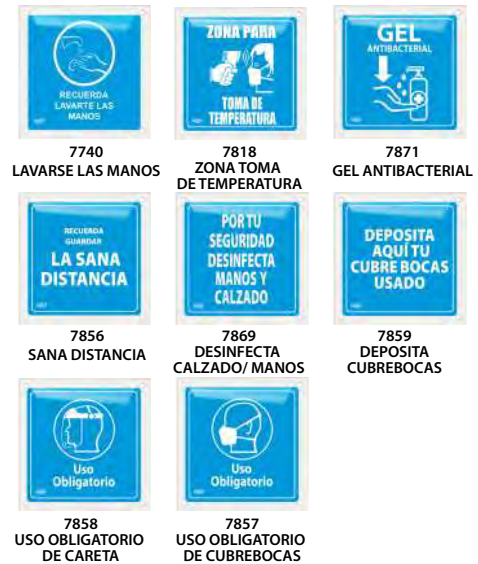 RECUERDA
LAVARTE LAS
MANOS
7740
LAVARSE LAS MANOS
ZONA PARA
TOMA DE
TEMPERATURA
7818
ZONA TOMA
DE TEMPERATURA
GEL
ANTIBACTERIAL
7871
GEL ANTIBACTERIAL
RECUERDA
GUARDAR
LA SANA
DISTANCIA
7856
SANA DISTANCIA
POR TU
SEGURIDAD
DESINFECTA
MANOS Y
CALZADO
7869
DESINFECTA
CALZADO/ MANOS
DEPOSITA
AQUÍ TU
CUBRE BOCAS
USADO
7859
DEPOSITA
CUBREBOCAS
Uso
Obligatorio
7858
USO OBLIGATORIO
DE CARETA
Uso
Obligatorio
7857
USO OBLIGATORIO
DE CUBREBOCAS